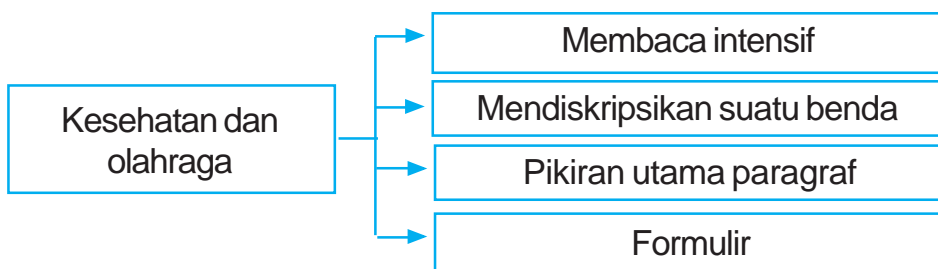 Kesehatan dan
olahraga
Membaca intensif
Mendiskripsikan suatu benda
Pikiran utama paragraf
Formulir